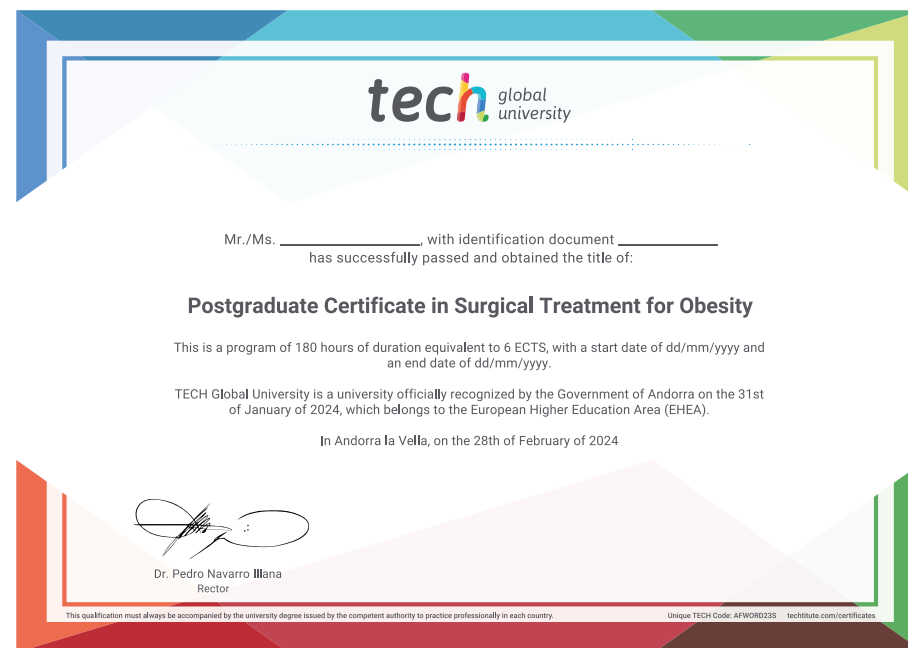 tech global university
Mr./Ms. ________________, with identification document ____________
has successfully passed and obtained the title of:
Postgraduate Certificate in Surgical Treatment for Obesity
This is a program of 180 hours of duration equivalent to 6 ECTS, with a start date of dd/mm/yyyy and
an end date of dd/mm/yyyy.
TECH Global University is a university officially recognized by the Government of Andorra on the 31st
of January of 2024, which belongs to the European Higher Education Area (EHEA).
In Andorra la Vella, on the 28th of February of 2024
Dr. Pedro Navarro Illana
Rector
This qualification must always be accompanied by the university degree issued by the competent authority to practice professionally in each country.
Unique TECH Code: AFWORD23S techtitute.com/certificates